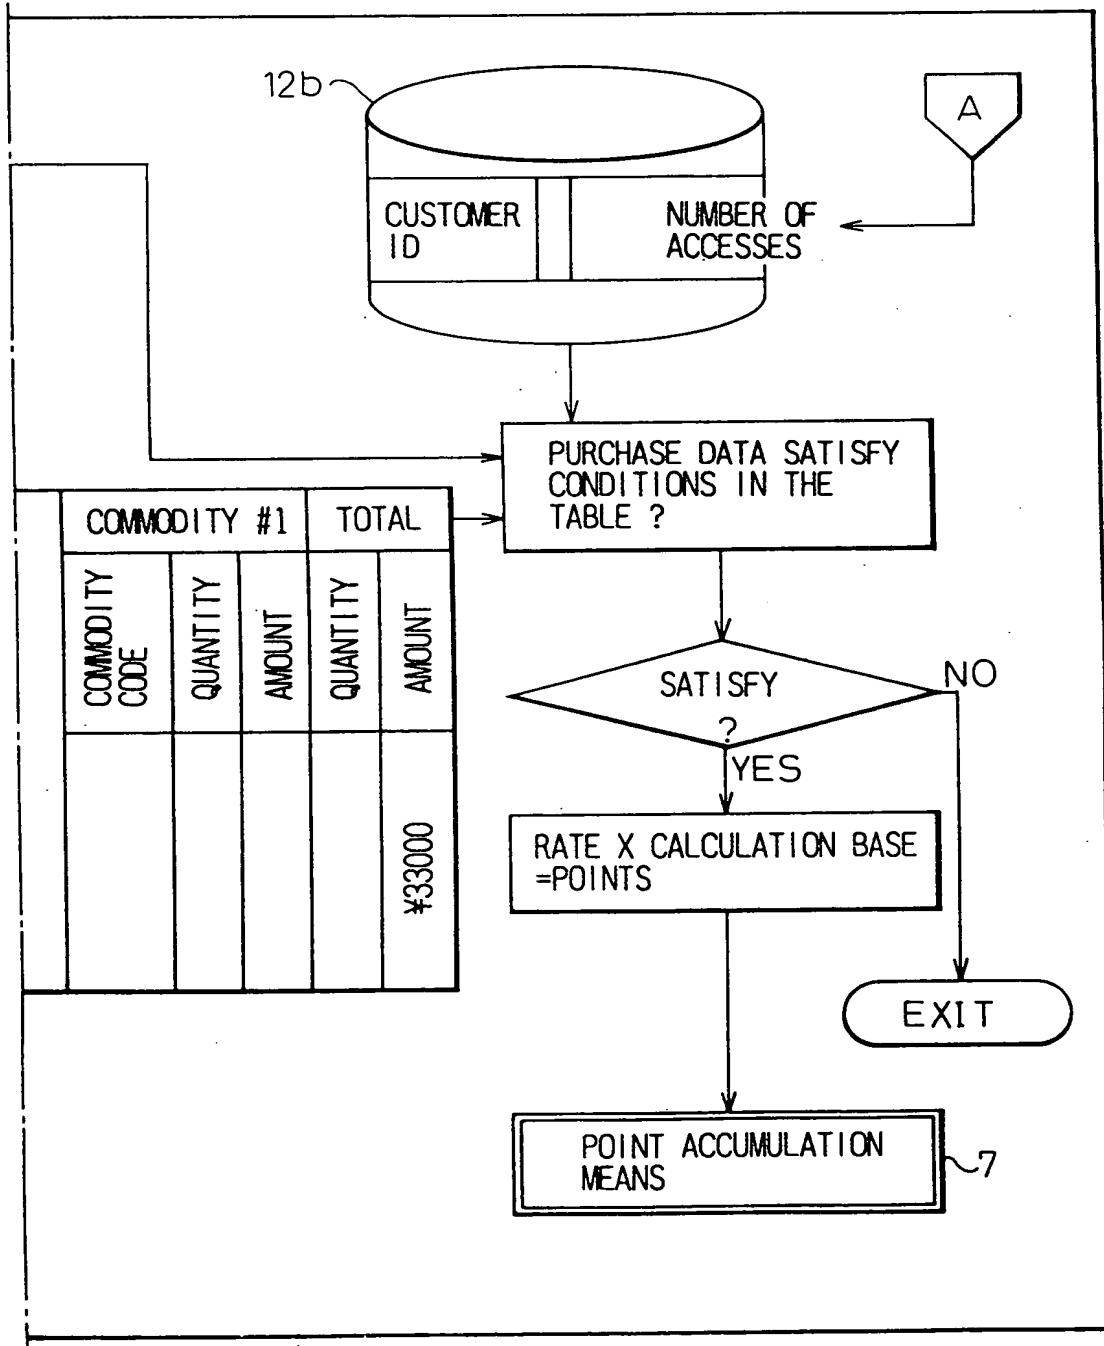 12b
A
CUSTOMER
ID
NUMBER OF
ACCESSES
PURCHASE DATA SATISFY
CONDITIONS IN THE
TABLE ?
COMMODITY #1
TOTAL
COMMODITY
CODE
QUANTITY
AMOUNT
QUANTITY
AMOUNT
¥33000
SATISFY
?
NO
YES
RATE X CALCULATION BASE
=POINTS
EXIT
POINT ACCUMULATION
MEANS
7